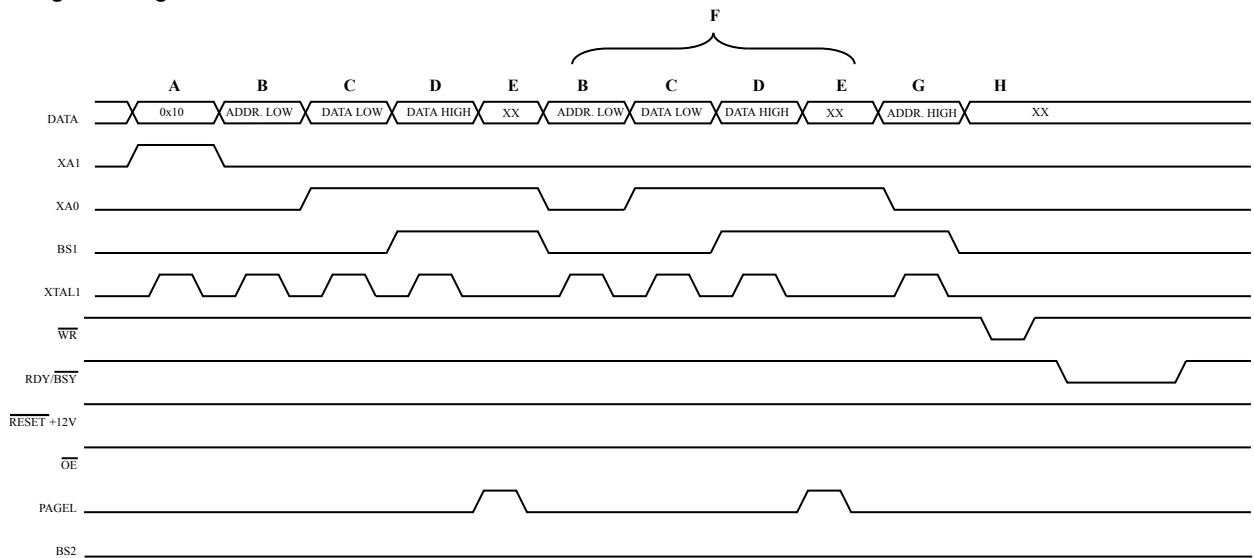 F
A B C D E B C D E G H
DATA 0x10 ADDR. LOW DATA LOW DATA HIGH XX ADDR. LOW DATA LOW DATA HIGH XX ADDR. HIGH XX
XA1
XA0
BS1
XTAL1
WR
RDY/BSY
RESET +12V
OE
PAGEL
BS2